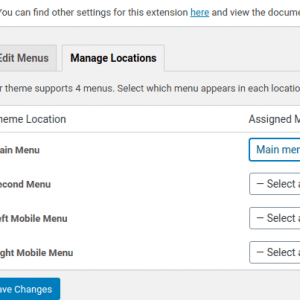 You can find other settings for this extension here and view the docume
Edit Menus
Manage Locations
r theme supports 4 menus. Select which menu appears in each locatio
heme Location Assigned M
ain Menu Main men
econd Menu — Select a
eft Mobile Menu — Select a
ight Mobile Menu — Select a
ave Changes